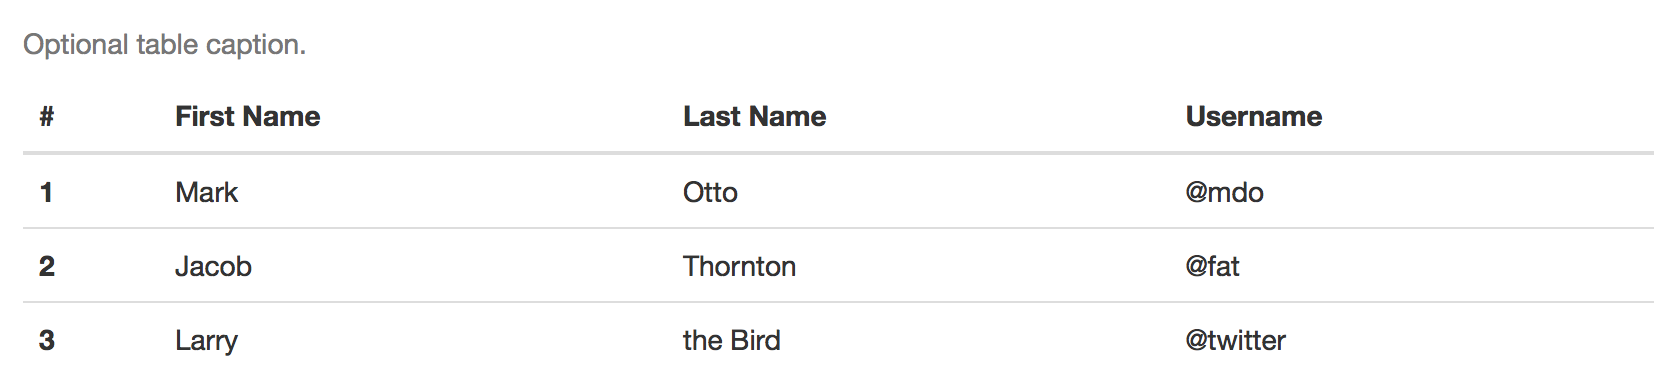 Optional table caption.
# First Name Last Name Username
1 Mark Otto @mdo
2 Jacob Thornton @fat
3 Larry the Bird @twitter